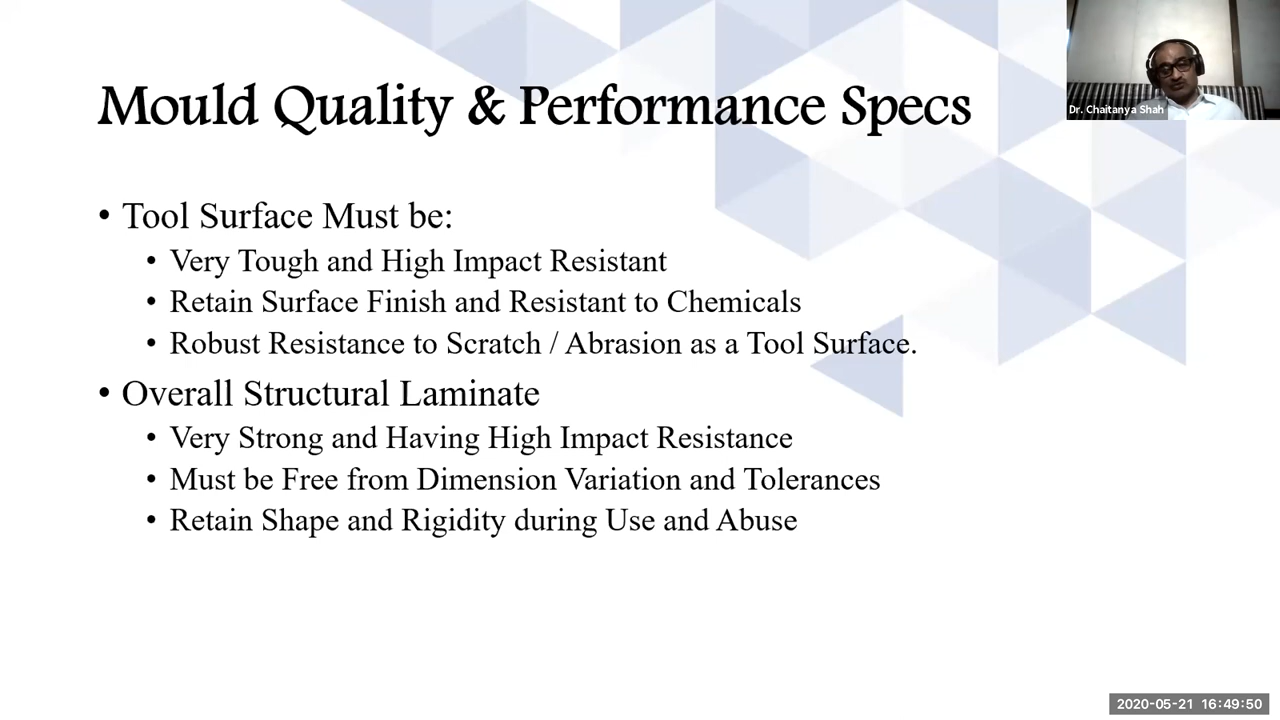 Mould Quality & Performance Specs
Dr. Chaitanya Shah
• Tool Surface Must be:
• Very Tough and High Impact Resistant
• Retain Surface Finish and Resistant to Chemicals
• Robust Resistance to Scratch / Abrasion as a Tool Surface.
• Overall Structural Laminate
• Very Strong and Having High Impact Resistance
• Must be Free from Dimension Variation and Tolerances
• Retain Shape and Rigidity during Use and Abuse
2020-05-21 16:49:50